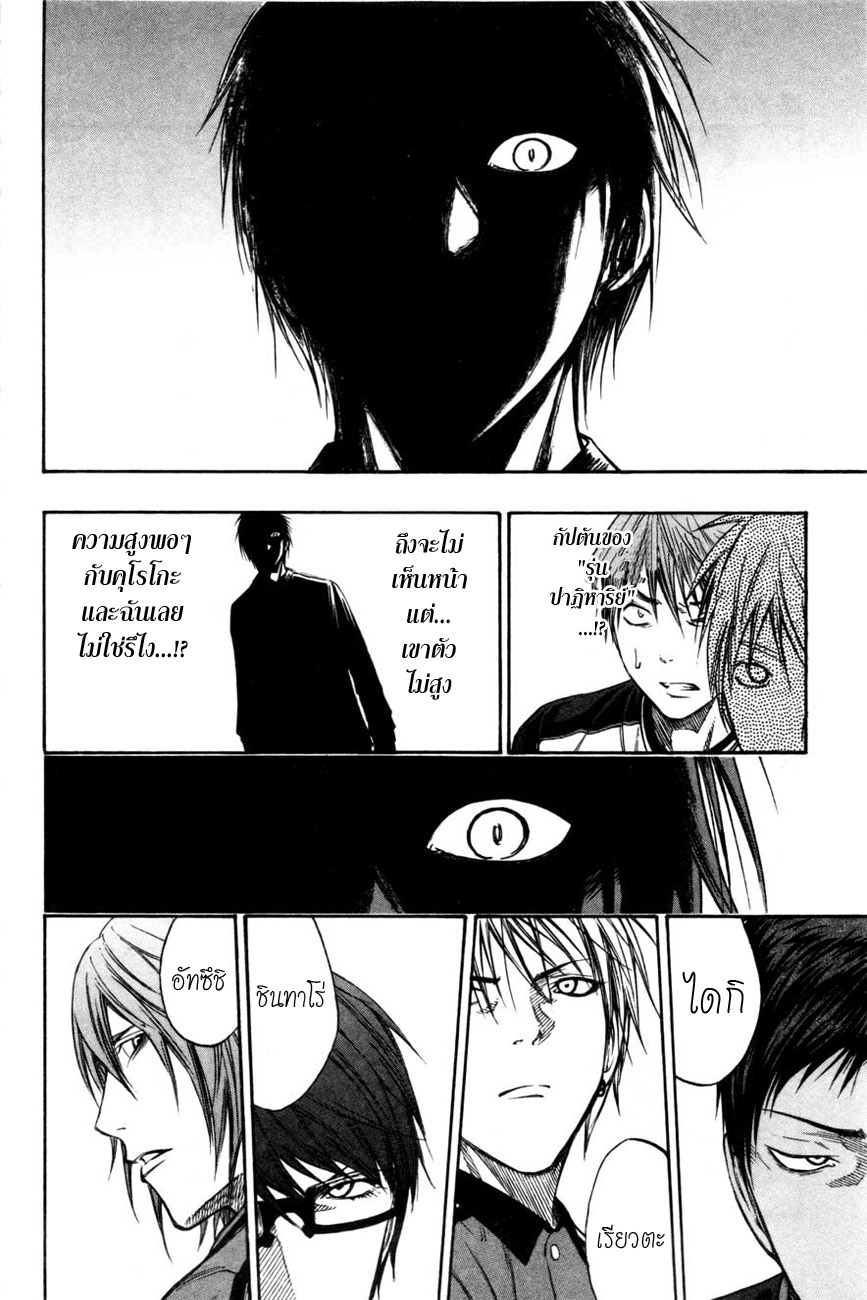 กัปตันของ
"รุ่น
ปาฏิหาริย์"
...!?
ถึงจะไม่
เห็นหน้า
แต่...
เขาตัว
ไม่สูง
ความสูงพอๆ
กับคุโรโกะ
และฉันเลย
ไม่ใช่รึไง...!?
ไดกิ
เรียวตะ
ชินทาโร่
อัทซึชิ